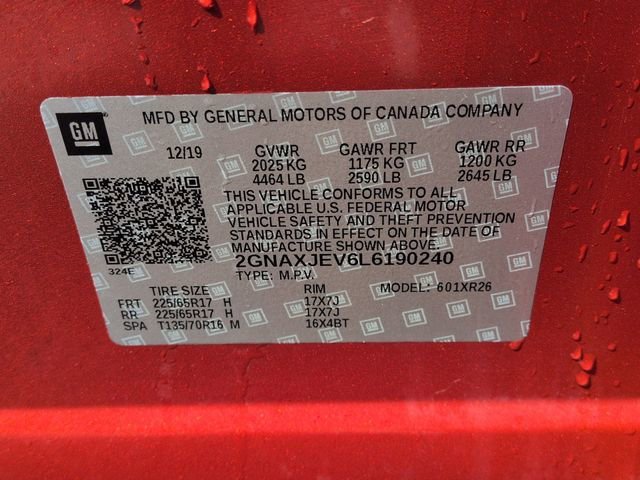 GM MFD BY GENERAL MOTORS OF CANADA COMPANY
12/19 GVWR GAWR FRT GAWR RR
2025 KG 1175 KG 1200 KG
4464 LB 2590 LB 2645 LB
THIS VEHICLE CONFORMS TO ALL
APPLICABLE U.S. FEDERAL MOTOR
VEHICLE SAFETY AND THEFT PREVENTION
STANDARDS IN EFFECT ON THE DATE OF
MANUFACTURE SHOWN ABOVE.
324E 2GNAXJEV6L6190240
TYPE: M.P.V. MODEL: 601XR26
TIRE SIZE RIM
FRT 225/65R17 H 17X7J
RR 225/65R17 H 17X7J
SPA T135/70R16 M 16X4BT